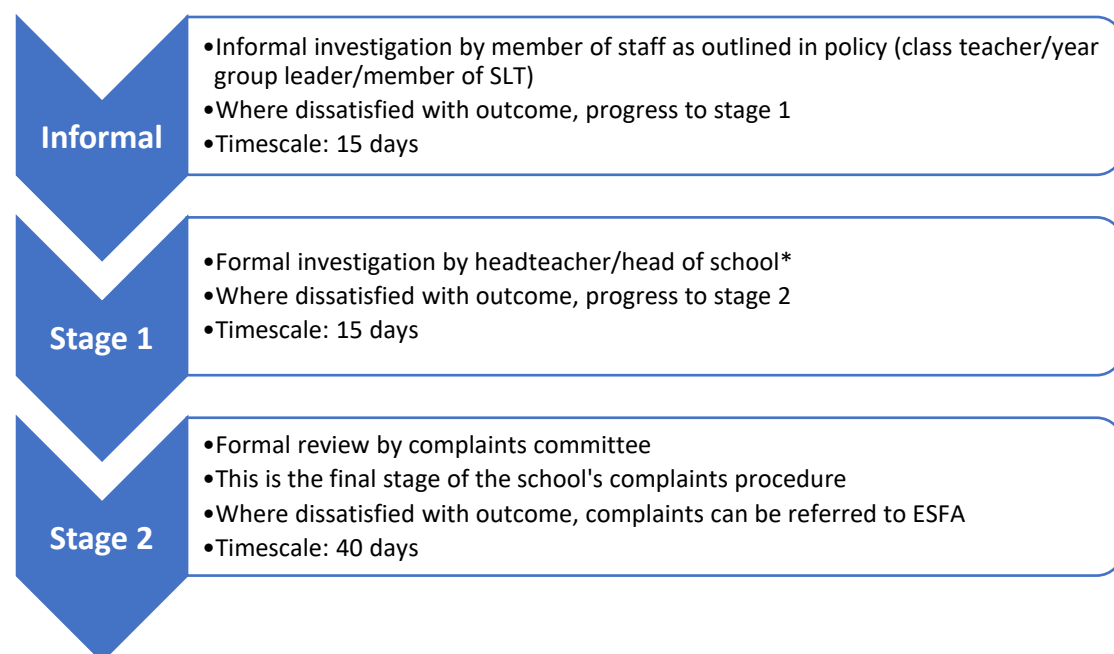 Informal
•Informal investigation by member of staff as outlined in policy (class teacher/year
group leader/member of SLT)
•Where dissatisfied with outcome, progress to stage 1
•Timescale: 15 days
Stage 1
•Formal investigation by headteacher/head of school*
•Where dissatisfied with outcome, progress to stage 2
•Timescale: 15 days
Stage 2
•Formal review by complaints committee
•This is the final stage of the school's complaints procedure
•Where dissatisfied with outcome, complaints can be referred to ESFA
•Timescale: 40 days